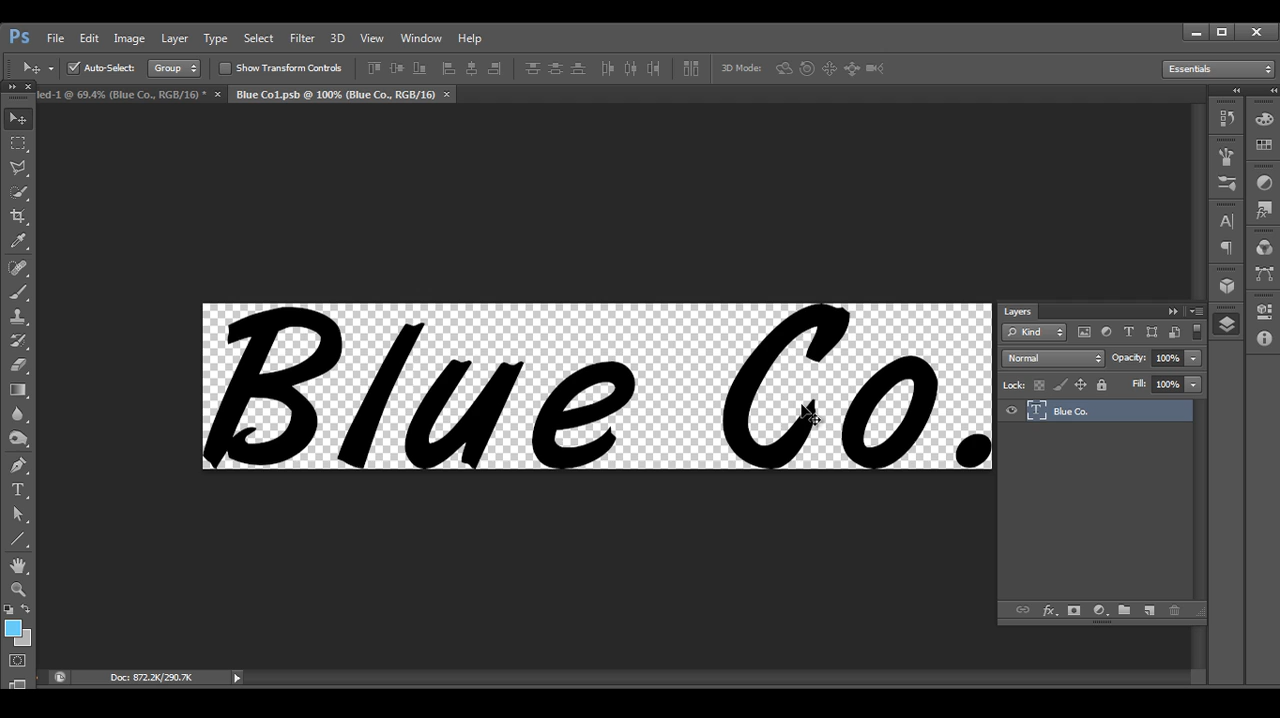 Ps File Edit Image Layer Type Select Filter 3D View Window Help
Auto-Select: Group Show Transform Controls 3D Mode: Essentials
led-1 @ 69.4% (Blue Co., RGB/16) * × Blue Co1.psb @ 100% (Blue Co., RGB/16) ×
Blue Co.
Layers
Kind
Normal Opacity: 100%
Lock: Fill: 100%
T Blue Co.
Doc: 872.2K/290.7K